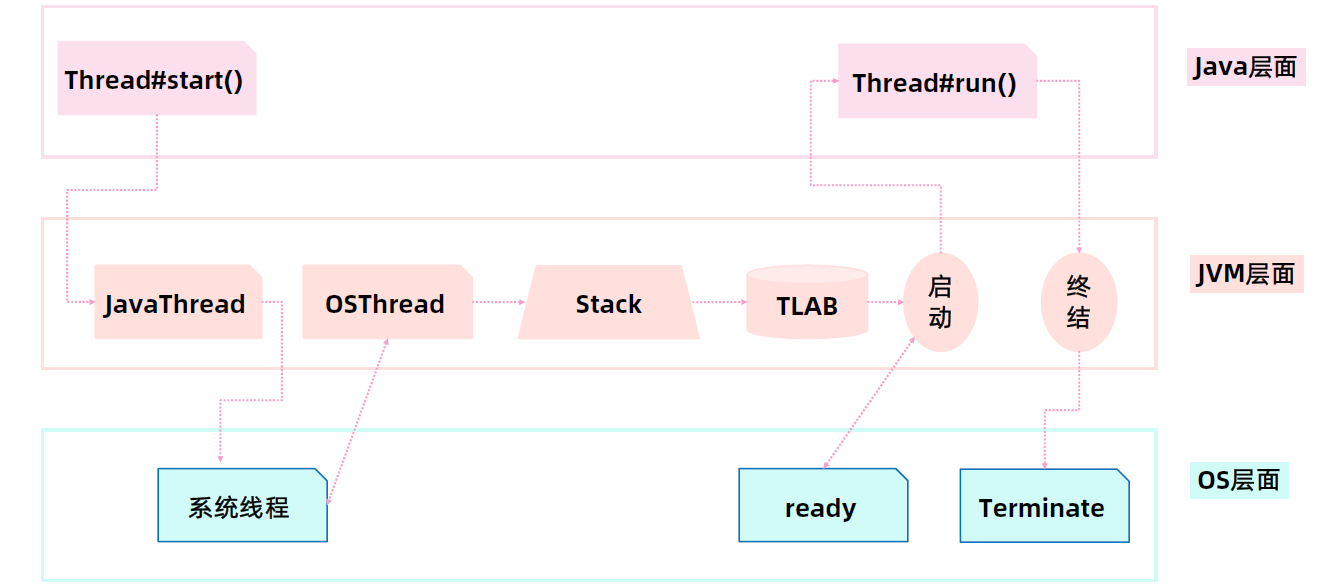 Thread#start()
Thread#run()
Java层面
JavaThread
OSThread
Stack
TLAB
启
动
终
结
JVM层面
系统线程
ready
Terminate
OS层面